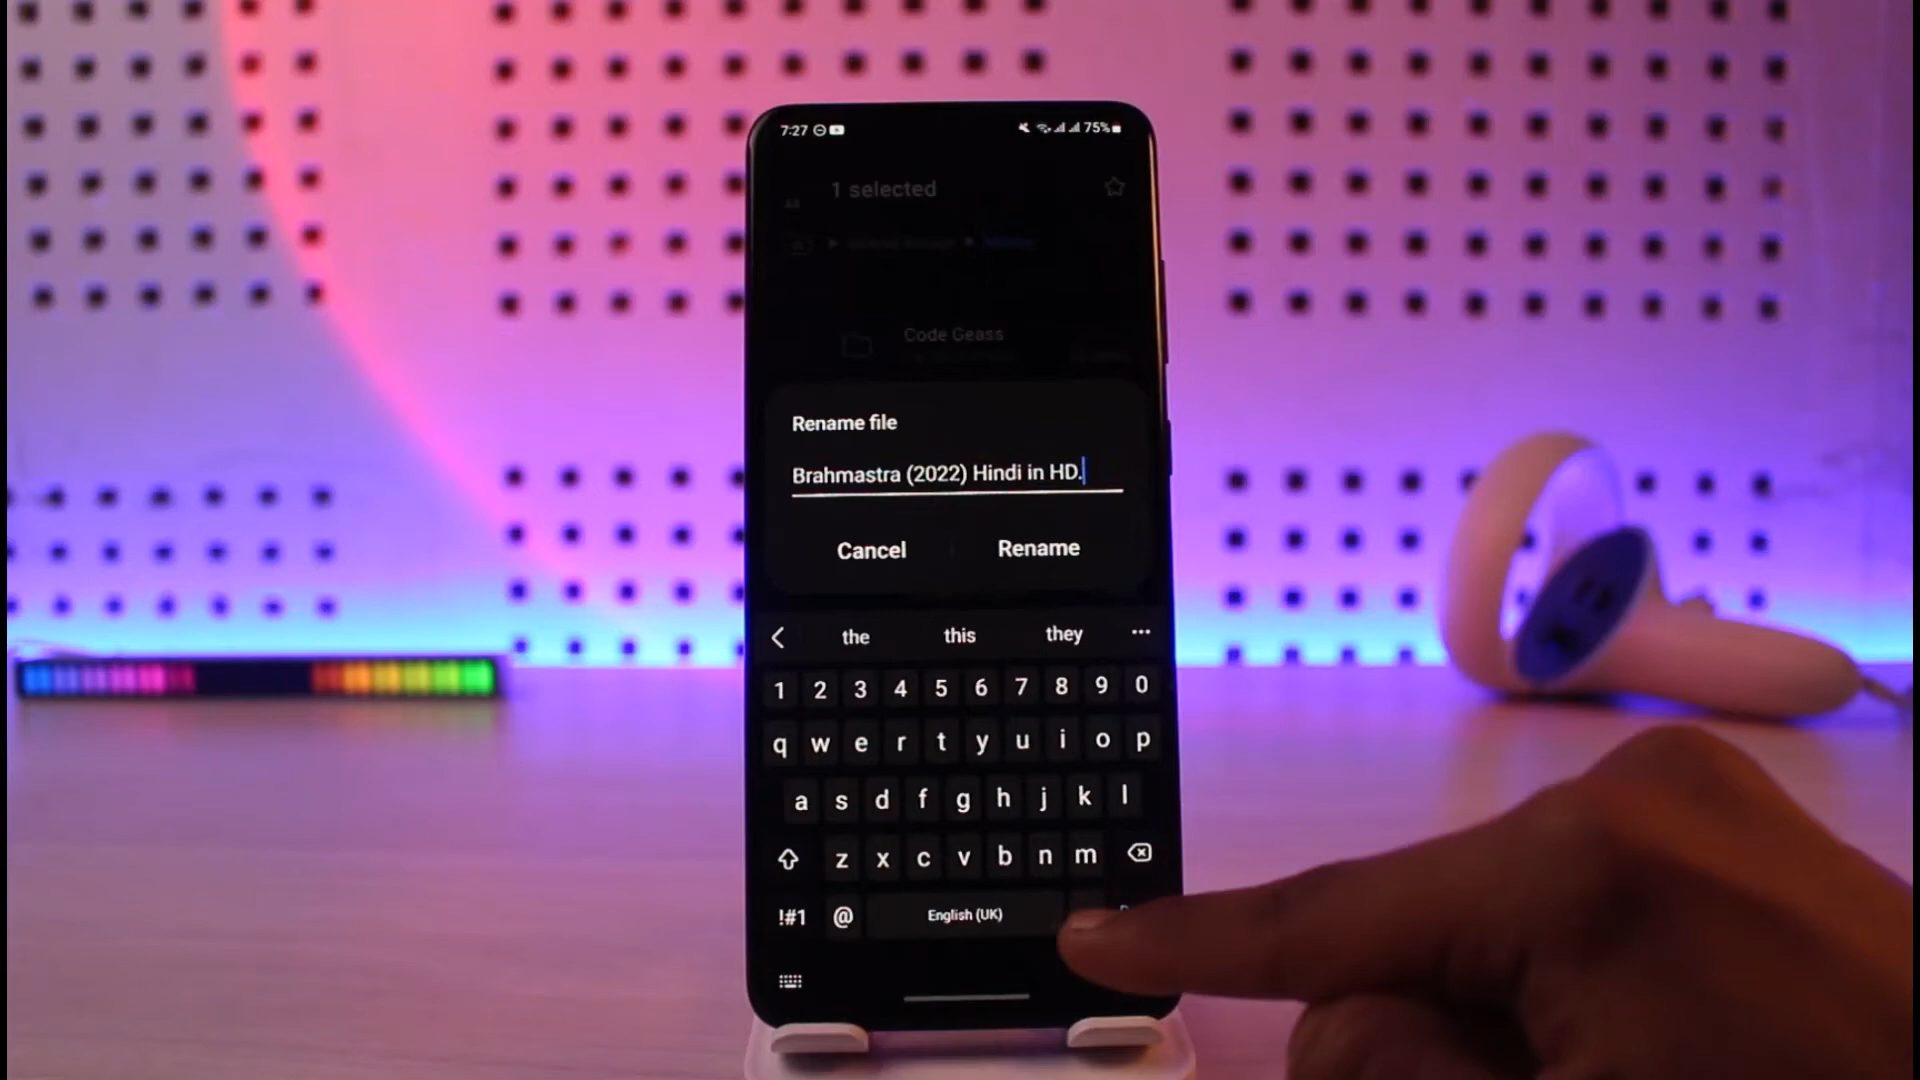 7:27 75%
1 selected
Code Geass
Rename file
Brahmastra (2022) Hindi in HD.
Cancel Rename
the this they
1 2 3 4 5 6 7 8 9 0
q w e r t y u i o p
a s d f g h j k l
z x c v b n m
!#1 @ English (UK)